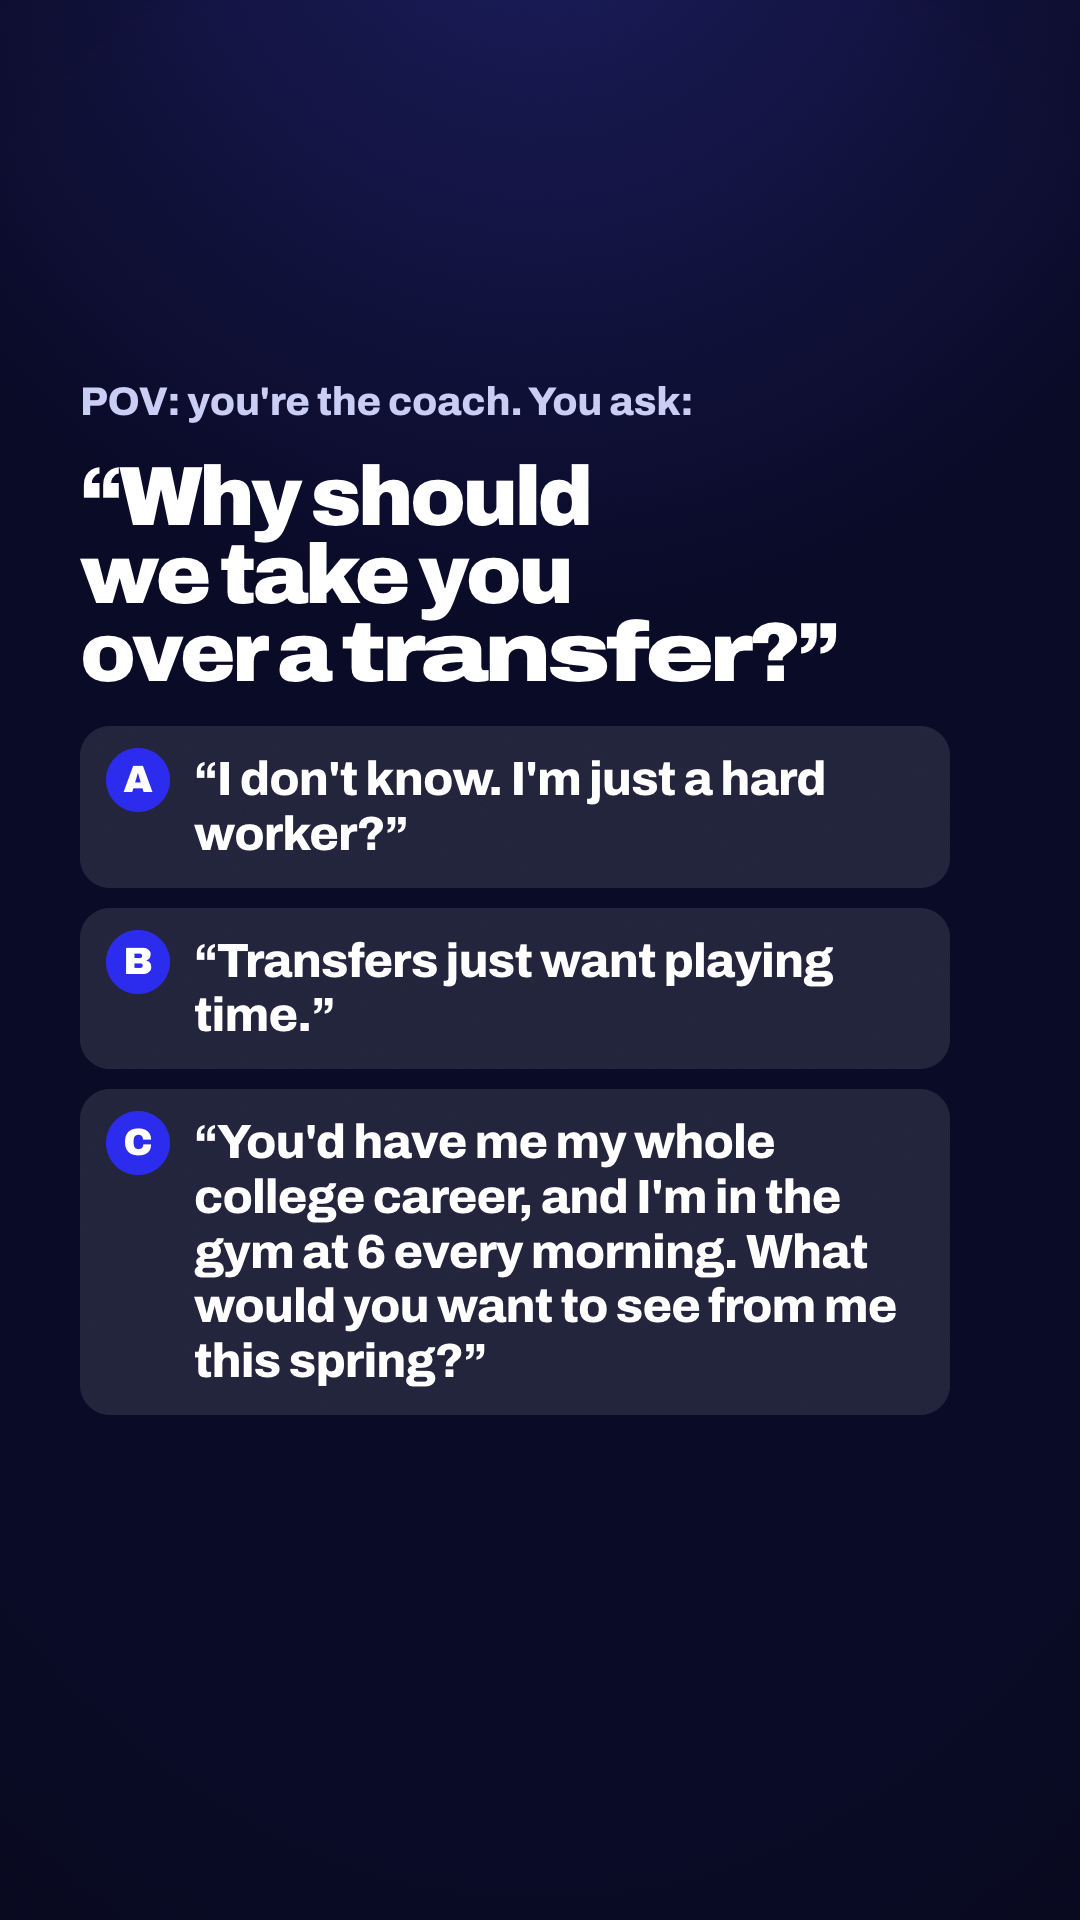 POV: you're the coach. You ask:
“Why should
we take you
over a transfer?”
A
“I don't know. I'm just a hard
worker?”
B
“Transfers just want playing
time.”
C
“You'd have me my whole
college career, and I'm in the
gym at 6 every morning. What
would you want to see from me
this spring?”